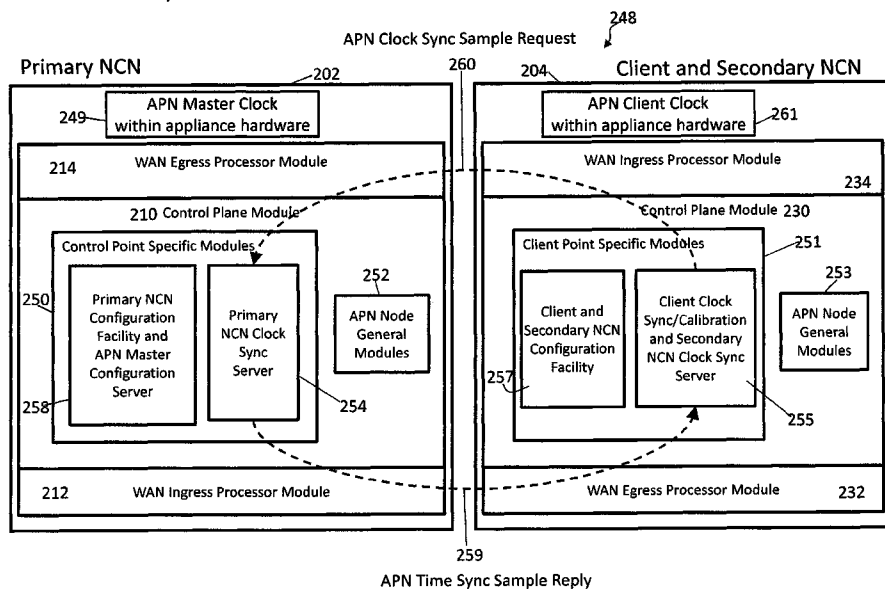 248
APN Clock Sync Sample Request
Primary NCN
202
260
204
Client and Secondary NCN
249
APN Master Clock
within appliance hardware
APN Client Clock
within appliance hardware
261
214
WAN Egress Processor Module
WAN Ingress Processor Module
234
210 Control Plane Module
Control Plane Module 230
Control Point Specific Modules
Client Point Specific Modules
251
250
Primary NCN
Configuration
Facility and
APN Master
Configuration
Server
258
Primary
NCN Clock
Sync
Server
254
252
APN Node
General
Modules
Client and
Secondary NCN
Configuration
Facility
257
Client Clock
Sync/Calibration
and Secondary
NCN Clock Sync
Server
255
253
APN Node
General
Modules
212
WAN Ingress Processor Module
WAN Egress Processor Module
232
259
APN Time Sync Sample Reply